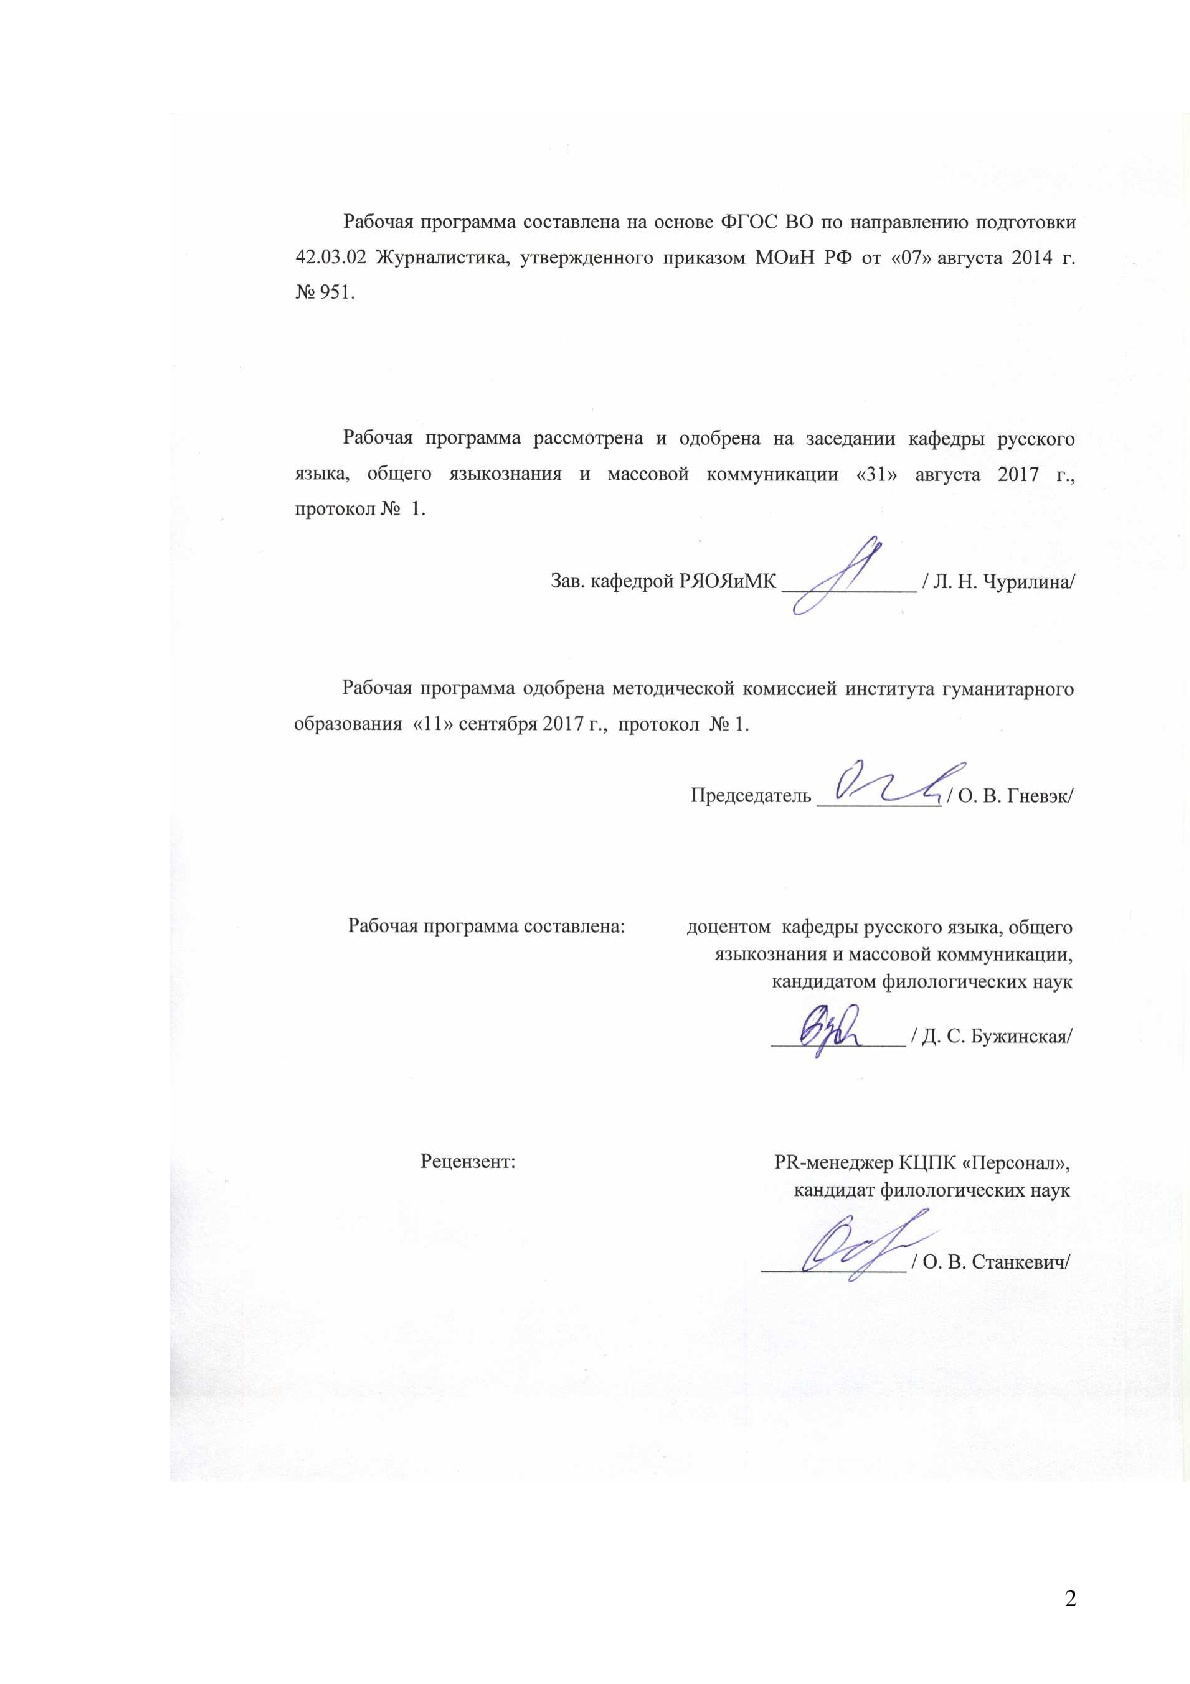 Рабочая программа составлена на основе ФГОС ВО по направлению подготовки
42.03.02 Журналистика, утвержденного приказом МОиН РФ от «07» августа 2014 г.
№ 951.
Рабочая программа рассмотрена и одобрена на заседании кафедры русского
языка, общего языкознания и массовой коммуникации «31» августа 2017 г.,
протокол № 1.
Зав. кафедрой РЯОЯиМК ______________ / Л. Н. Чурилина/
Рабочая программа одобрена методической комиссией института гуманитарного
образования «11» сентября 2017 г., протокол № 1.
Председатель _____________ / О. В. Гневэк/
Рабочая программа составлена: доцентом кафедры русского языка, общего
языкознания и массовой коммуникации,
кандидатом филологических наук
______________ / Д. С. Бужинская/
Рецензент: PR-менеджер КЦПК «Персонал»,
кандидат филологических наук
_______________ / О. В. Станкевич/
2